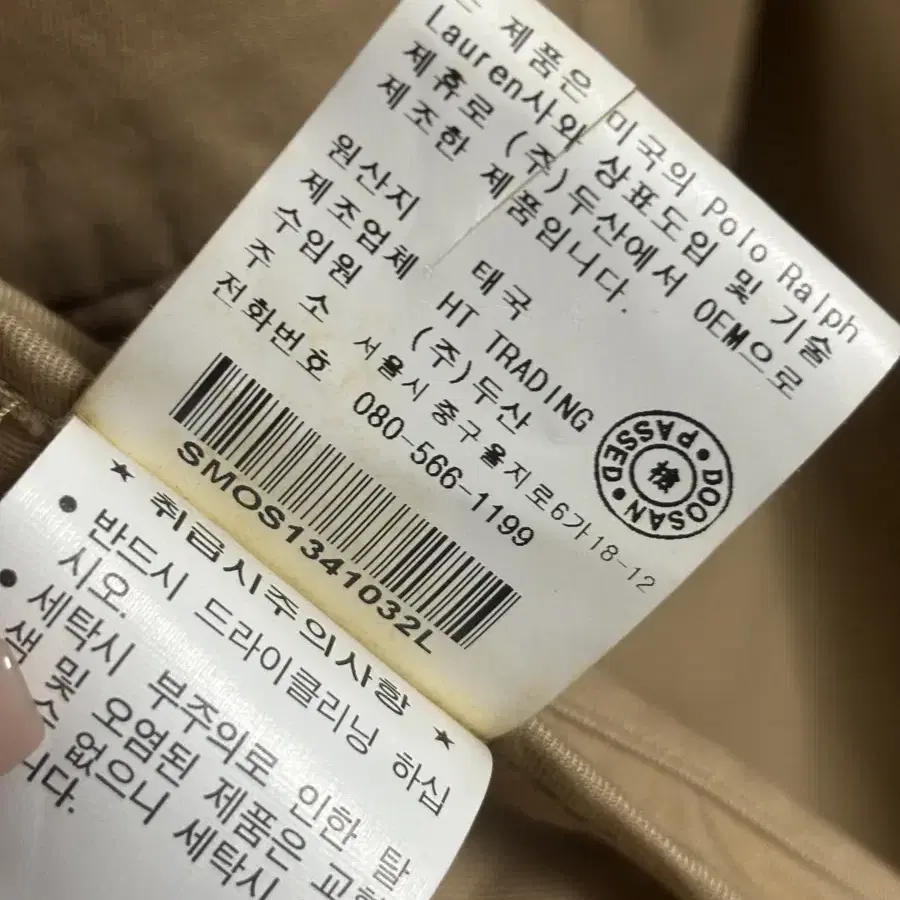 제품은 미국의 Polo Ralph
Lauren사와 상표도입 및 기술
제휴로 (주)두산에서 OEM으로
제조한 제품입니다.
원산지 태국
제조업체 HT TRADING
수입원 (주)두산
주 소 서울시 중구 을지로6가18-12
전화번호 080-566-1199
DOOSAN • PASSED •
檢
SMOS1341032L
★ 취급시주의사항 ★
• 반드시 드라이클리닝 하십
시오.
• 세탁시 부주의로 인한 탈
색 및 오염된 제품은
없으니 세탁시